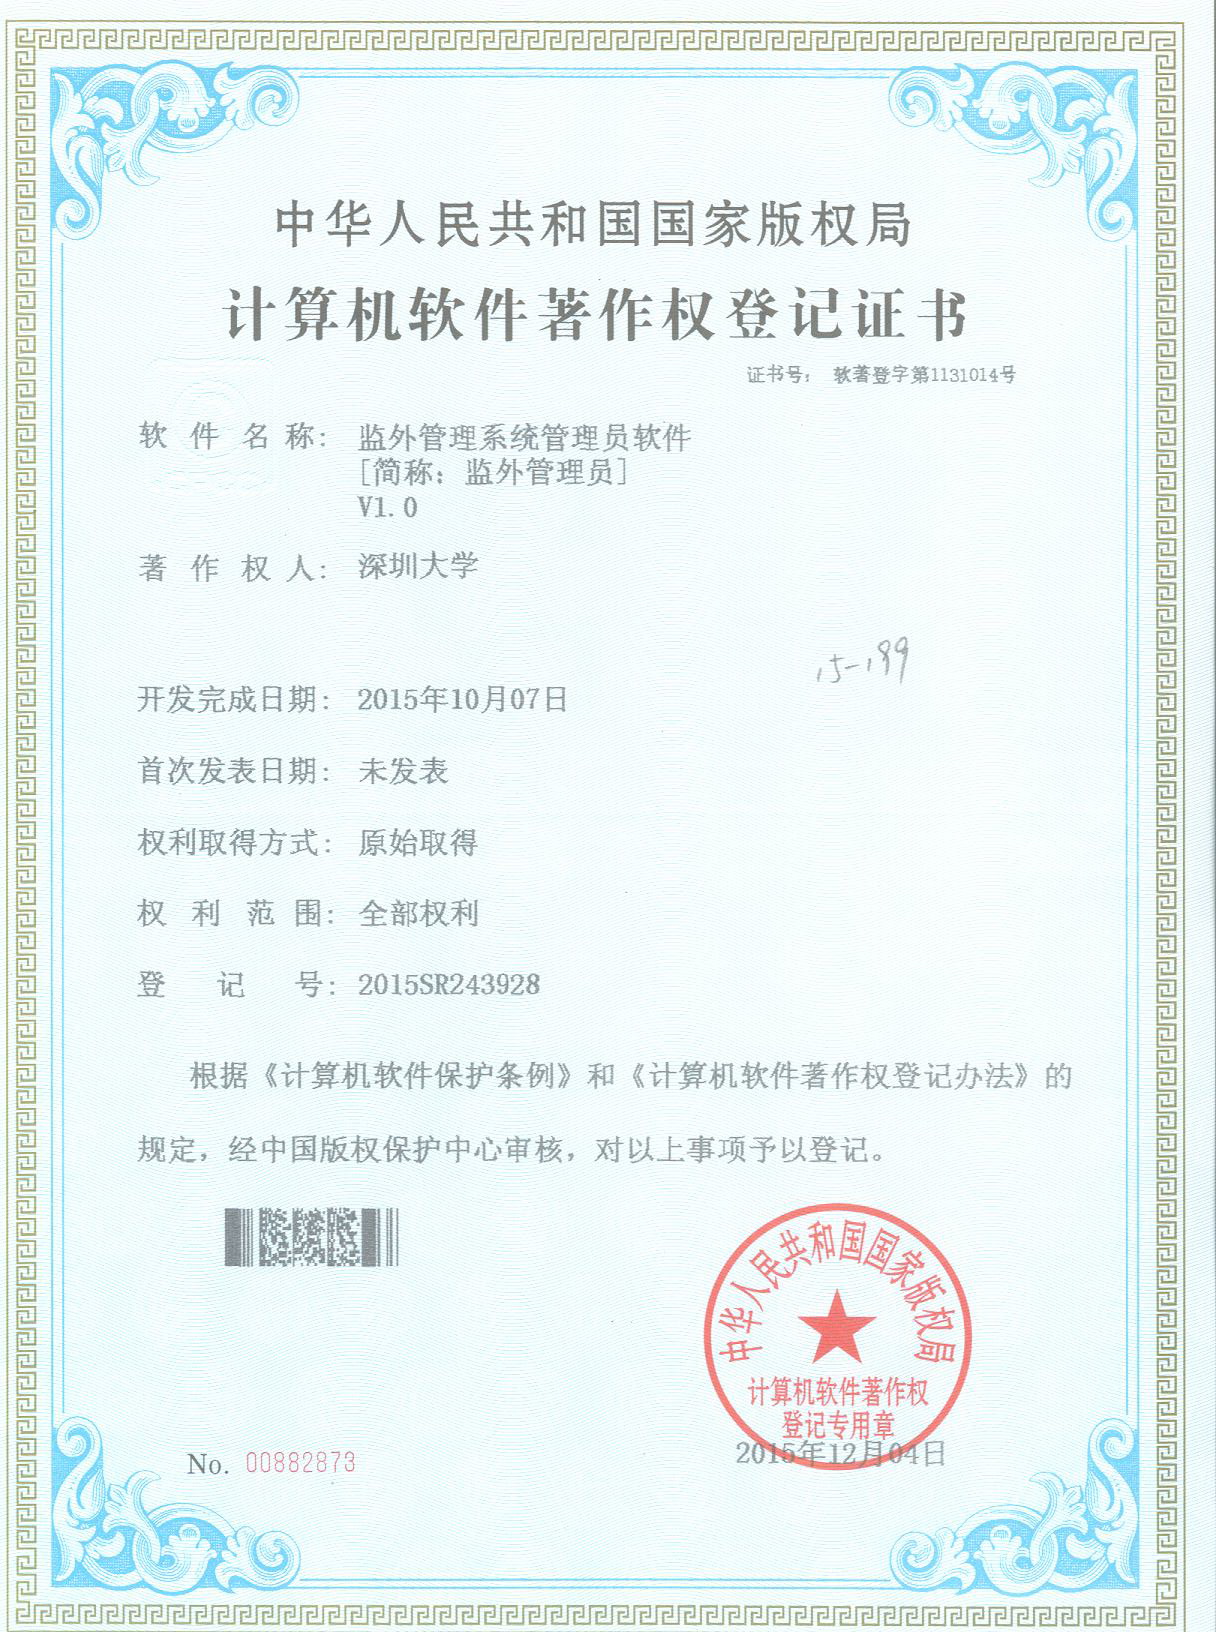 中华人民共和国国家版权局
计算机软件著作权登记证书
证书号： 软著登字第1131014号
软件名称： 监外管理系统管理员软件
[简称：监外管理员]
V1.0
著作权人： 深圳大学
15-199
开发完成日期： 2015年10月07日
首次发表日期： 未发表
权利取得方式： 原始取得
权利范围： 全部权利
登记号： 2015SR243928
根据《计算机软件保护条例》和《计算机软件著作权登记办法》的
规定，经中国版权保护中心审核，对以上事项予以登记。
中华人民共和国国家版权局
计算机软件著作权
登记专用章
2015年12月04日
No. 00882873